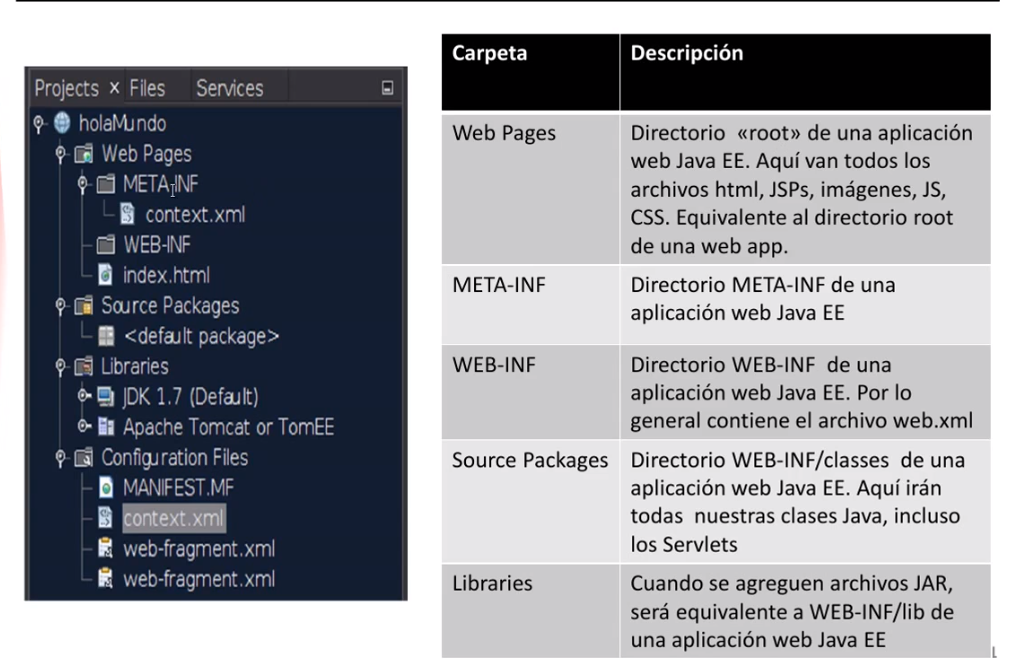 Projects × Files Services
holaMundo
Web Pages
META-INF
context.xml
WEB-INF
index.html
Source Packages
<default package>
Libraries
JDK 1.7 (Default)
Apache Tomcat or TomEE
Configuration Files
MANIFEST.MF
context.xml
web-fragment.xml
web-fragment.xml
Carpeta Descripción
Web Pages Directorio «root» de una aplicación
web Java EE. Aquí van todos los
archivos html, JSPs, imágenes, JS,
CSS. Equivalente al directorio root
de una web app.
META-INF Directorio META-INF de una
aplicación web Java EE
WEB-INF Directorio WEB-INF de una
aplicación web Java EE. Por lo
general contiene el archivo web.xml
Source Packages Directorio WEB-INF/classes de una
aplicación web Java EE. Aquí irán
todas nuestras clases Java, incluso
los Servlets
Libraries Cuando se agreguen archivos JAR,
será equivalente a WEB-INF/lib de
una aplicación web Java EE